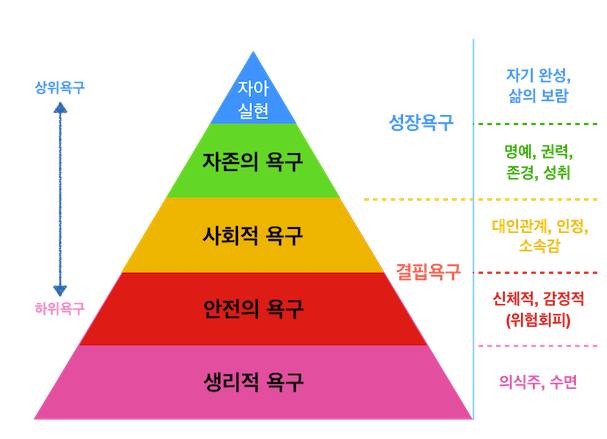 상위욕구
하위욕구
자아
실현
자존의 욕구
사회적 욕구
안전의 욕구
생리적 욕구
성장욕구
결핍욕구
자기 완성,
삶의 보람
명예, 권력,
존경, 성취
대인관계, 인정,
소속감
신체적, 감정적
(위험회피)
의식주, 수면